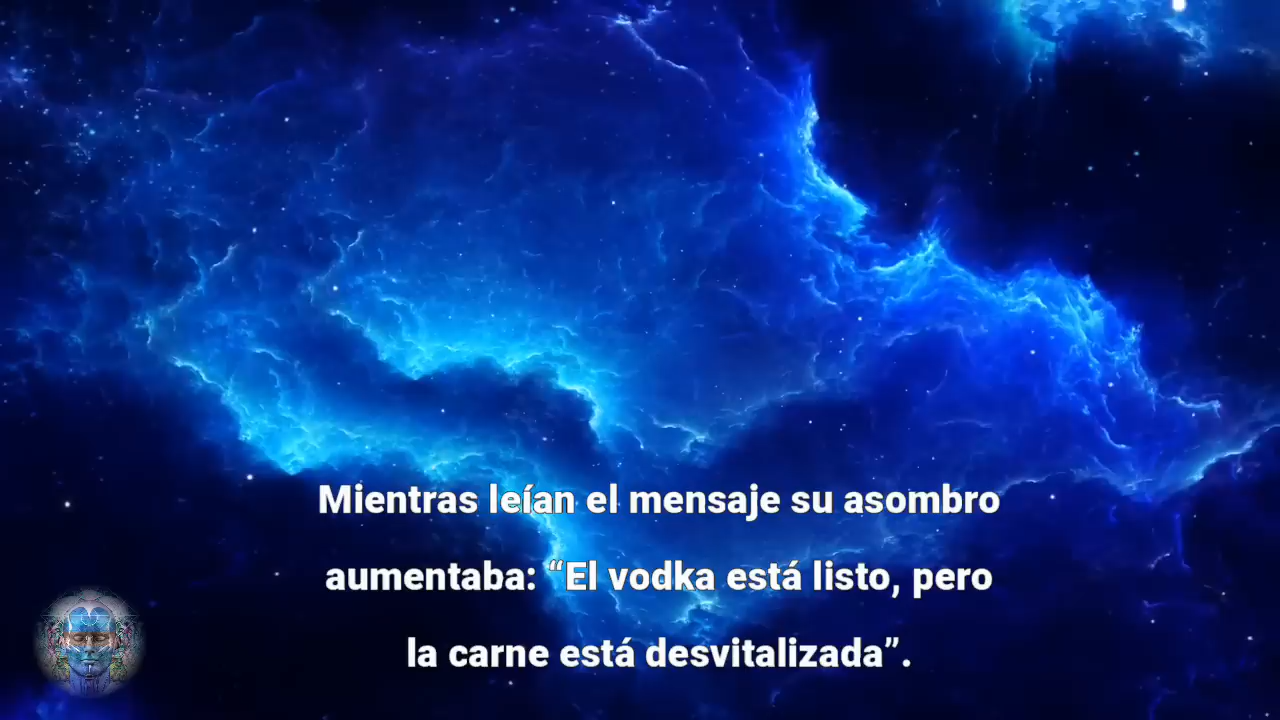 Mientras leían el mensaje su asombro
aumentaba: “El vodka está listo, pero
la carne está desvitalizada”.